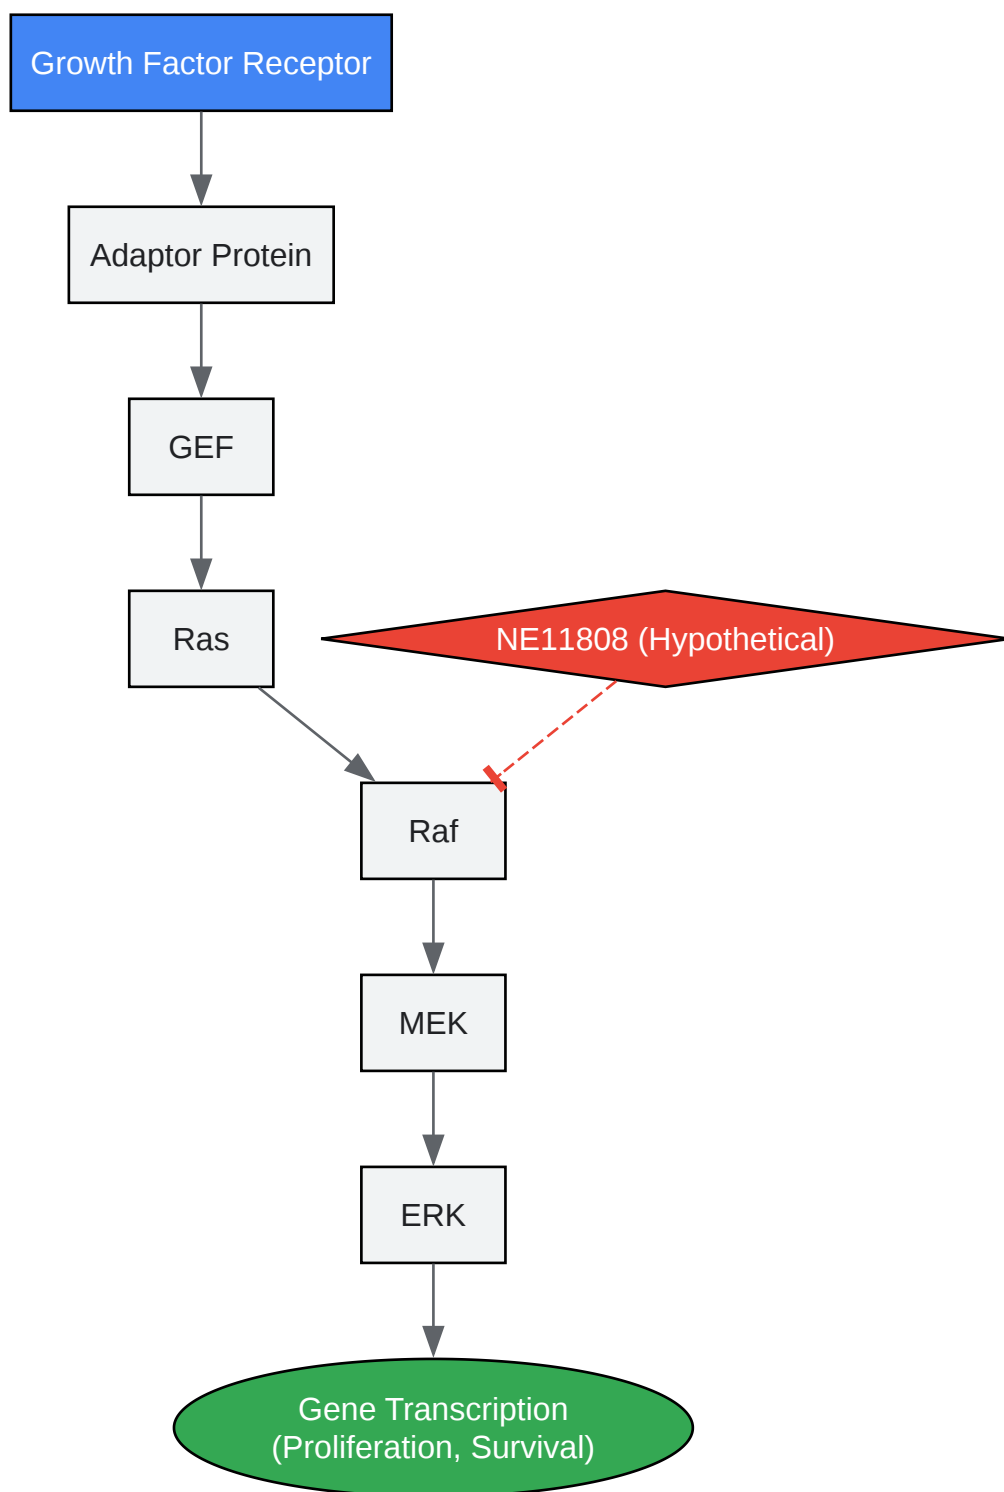 Growth Factor Receptor
Adaptor Protein
GEF
Ras
NE11808 (Hypothetical)
Raf
MEK
ERK
Gene Transcription
(Proliferation, Survival)